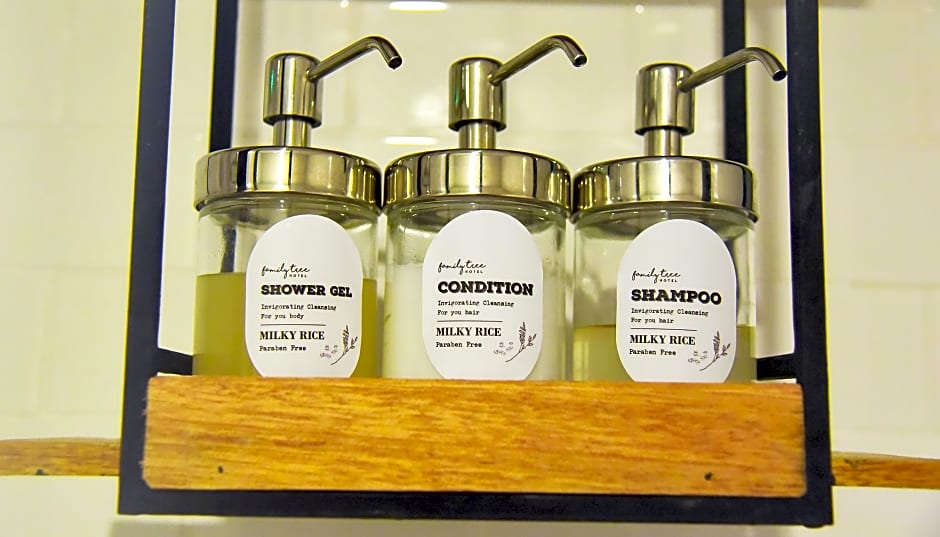 family tree
HOTEL
SHOWER GEL
Invigorating Cleansing
For you body
MILKY RICE
Paraben Free
family tree
HOTEL
CONDITION
Invigorating Cleansing
For you hair
MILKY RICE
Paraben Free
family tree
HOTEL
SHAMPOO
Invigorating Cleansing
For you hair
MILKY RICE
Paraben Free